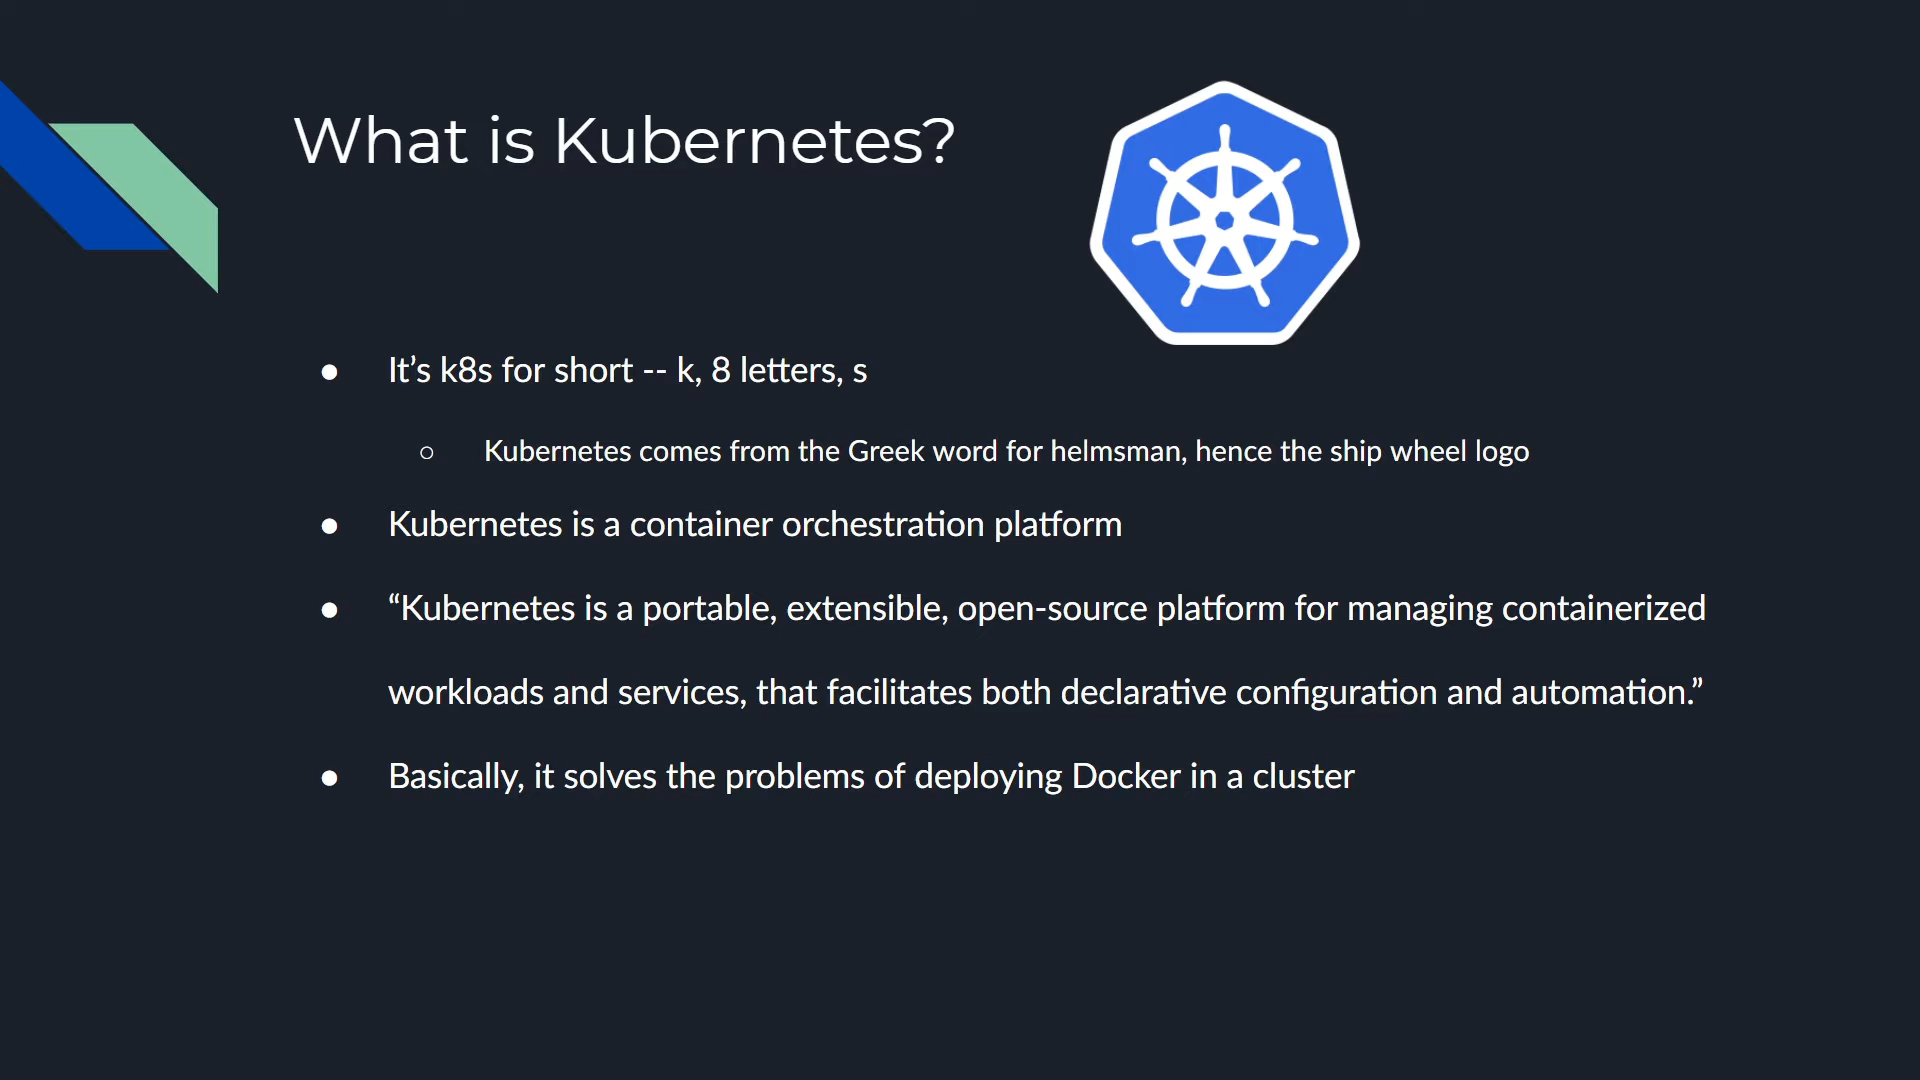 What is Kubernetes?
● It’s k8s for short -- k, 8 letters, s
○ Kubernetes comes from the Greek word for helmsman, hence the ship wheel logo
● Kubernetes is a container orchestration platform
● “Kubernetes is a portable, extensible, open-source platform for managing containerized
workloads and services, that facilitates both declarative configuration and automation.”
● Basically, it solves the problems of deploying Docker in a cluster